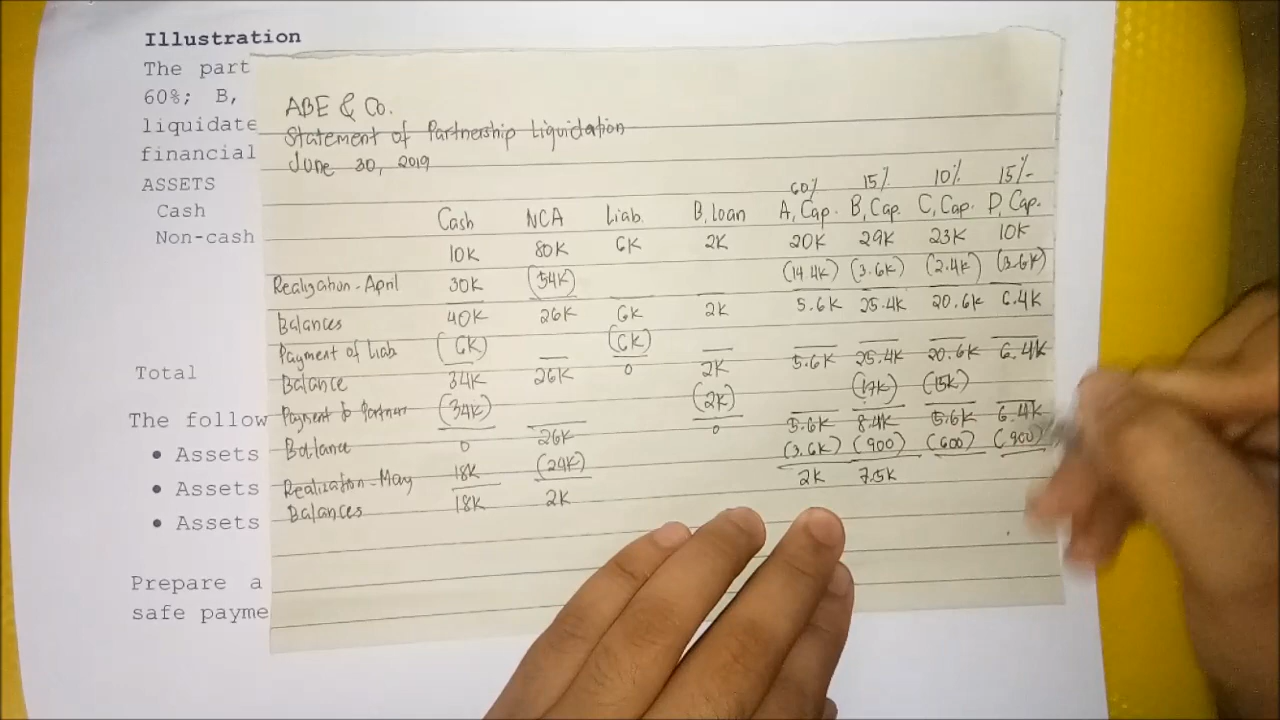 Illustration
The part
60%; B,
liquidate
financial
ASSETS
Cash
Non-cash
Total
The follow
• Assets
• Assets
• Assets
Prepare a
safe payme
ABE & Co.
Statement of Partnership Liquidation
June 30, 2019
60% 15% 10% 15%
Cash NCA Liab. B, loan A, Cap. B, Cap. C, Cap. D, Cap.
10K 80K 6K 2K 20K 29K 23K 10K
Realization - April 30K (54K) (14.4K) (3.6K) (2.4K) (3.6K)
Balances 40K 26K 6K 2K 5.6K 25.4K 20.6K 6.4K
Payment of Liab (6K) (6K)
Balance 34K 26K 0 2K 5.6K 25.4K 20.6K 6.4K
Payment to Partner (34K) (2K) (17K) (15K)
Balance 0 26K 0 5.6K 8.4K 5.6K 6.4K
Realization - May 18K (24K) (3.6K) (900) (600) (900)
Balances 18K 2K 2K 7.5K